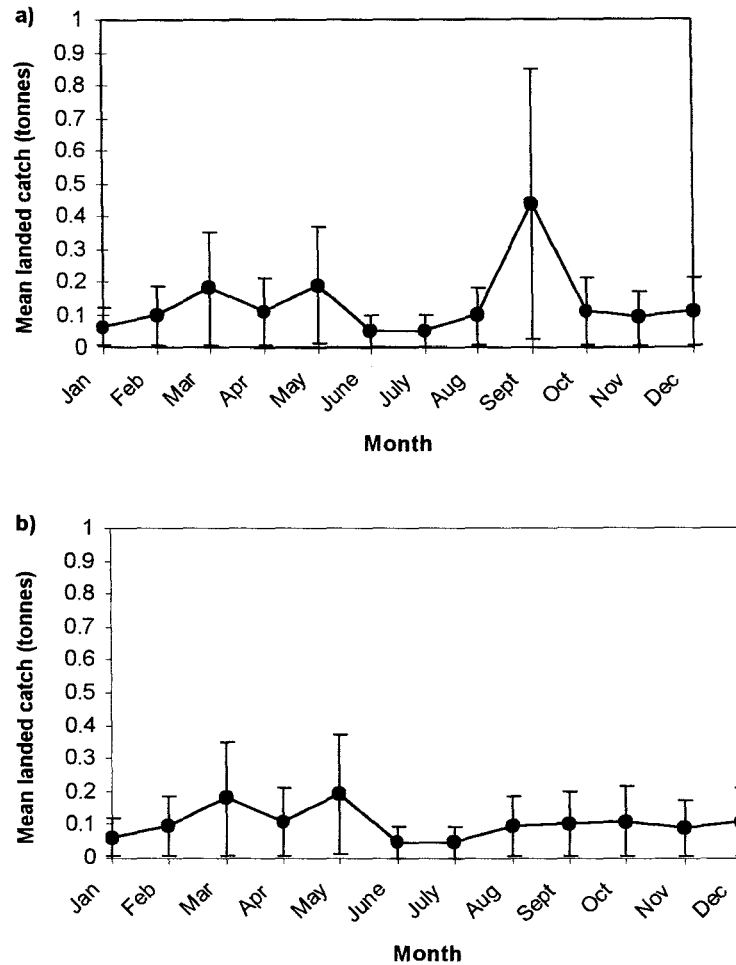 a)
Mean landed catch (tonnes)
1
0.9
0.8
0.7
0.6
0.5
0.4
0.3
0.2
0.1
0
Jan Feb Mar Apr May June July Aug Sept Oct Nov Dec
Month
b)
Mean landed catch (tonnes)
1
0.9
0.8
0.7
0.6
0.5
0.4
0.3
0.2
0.1
0
Jan Feb Mar Apr May June July Aug Sept Oct Nov Dec
Month